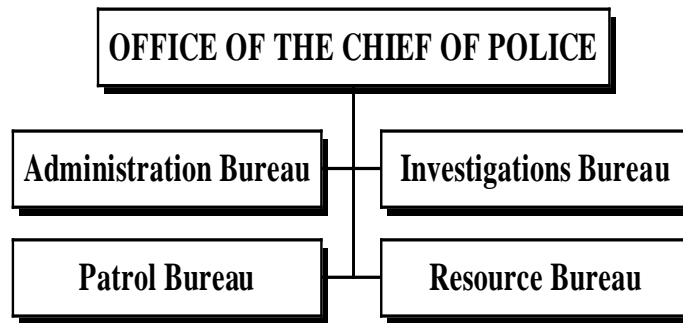 OFFICE OF THE CHIEF OF POLICE
Administration Bureau
Investigations Bureau
Patrol Bureau
Resource Bureau